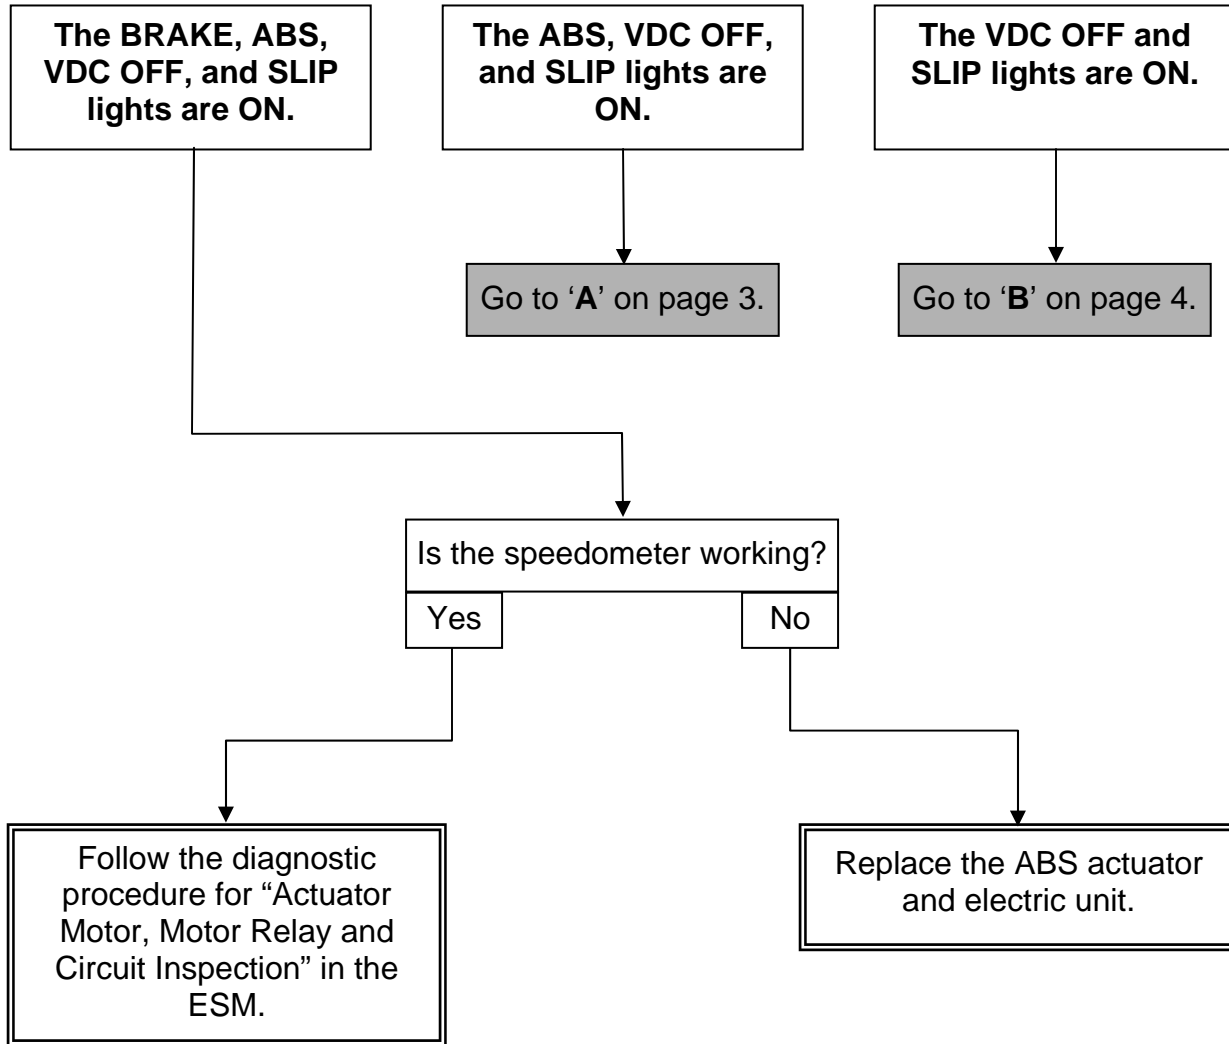 The BRAKE, ABS,
VDC OFF, and SLIP
lights are ON.
The ABS, VDC OFF,
and SLIP lights are
ON.
The VDC OFF and
SLIP lights are ON.
Go to ‘A’ on page 3.
Go to ‘B’ on page 4.
Is the speedometer working?
Yes
No
Follow the diagnostic
procedure for “Actuator
Motor, Motor Relay and
Circuit Inspection” in the
ESM.
Replace the ABS actuator
and electric unit.